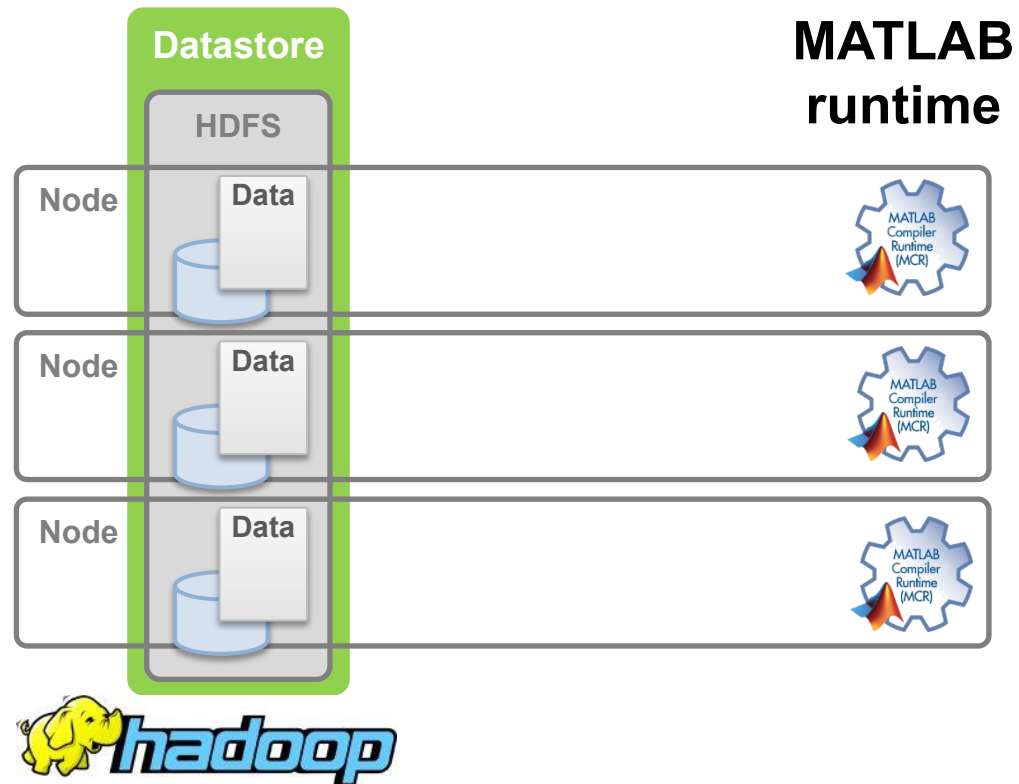 Datastore
MATLAB
runtime
HDFS
Node
Data
MATLAB
Compiler
Runtime
(MCR)
Node
Data
MATLAB
Compiler
Runtime
(MCR)
Node
Data
MATLAB
Compiler
Runtime
(MCR)
hadoop